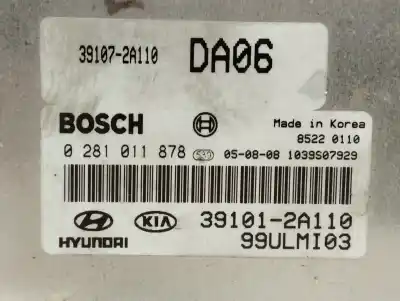 39107-2A110 DA06
BOSCH Made in Korea
8522 0110
0 281 011 878 05-08-08 1039S07929
HYUNDAI KIA 39101-2A110
99ULMI03